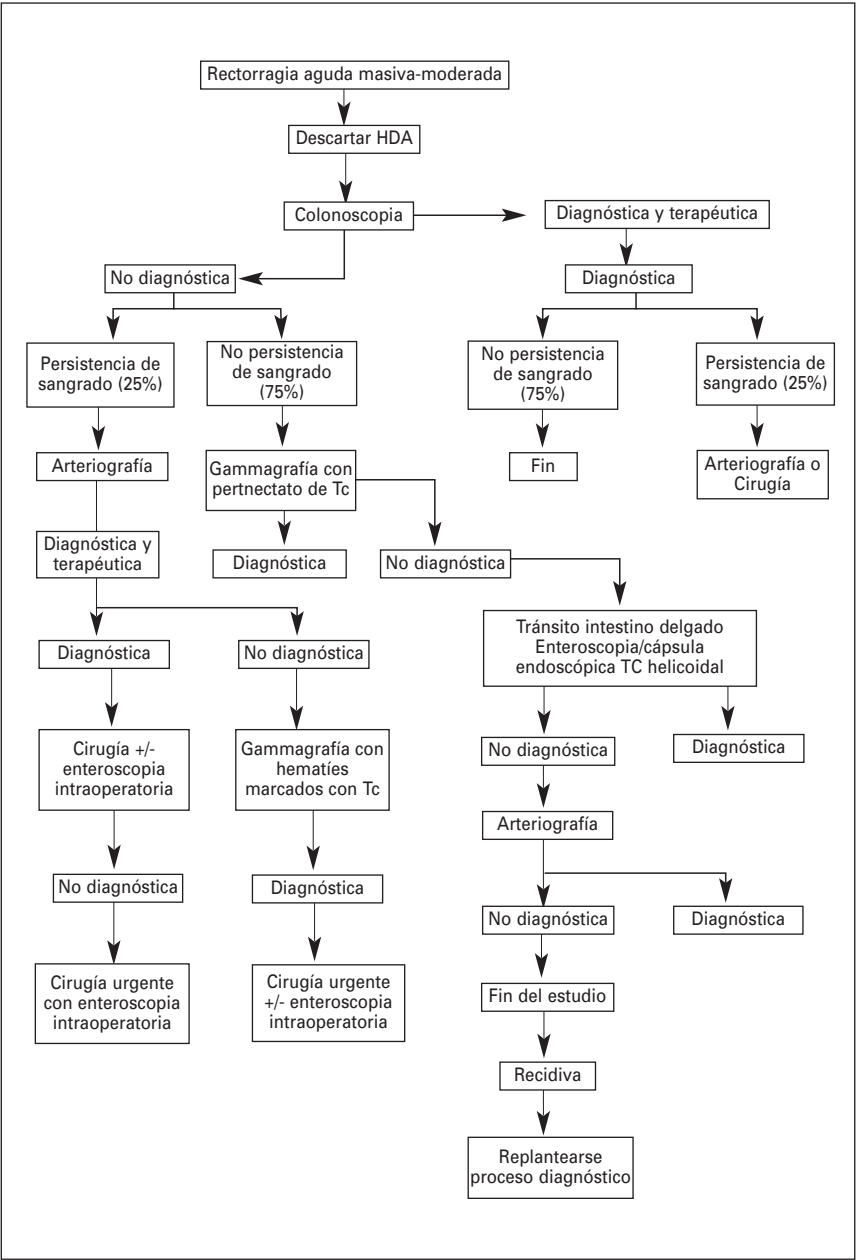 Rectorragia aguda masiva-moderada
Descartar HDA
Colonoscopia
Diagnóstica y terapéutica
No diagnóstica
Diagnóstica
Persistencia de
sangrado (25%)
No persistencia
de sangrado
(75%)
No persistencia
de sangrado
(75%)
Persistencia de
sangrado (25%)
Arteriografía
Gammagrafía con
pertnectato de Tc
Fin
Arteriografía o
Cirugía
Diagnóstica y
terapéutica
Diagnóstica
No diagnóstica
Diagnóstica
No diagnóstica
Tránsito intestino delgado
Enteroscopia/cápsula
endoscópica TC helicoidal
Cirugía +/-
enteroscopia
intraoperatoria
Gammagrafía con
hematíes
marcados con Tc
No diagnóstica
Diagnóstica
Arteriografía
No diagnóstica
Diagnóstica
No diagnóstica
Diagnóstica
Cirugía urgente
con enteroscopia
intraoperatoria
Cirugía urgente
+/- enteroscopia
intraoperatoria
Fin del estudio
Recidiva
Replantearse
proceso diagnóstico